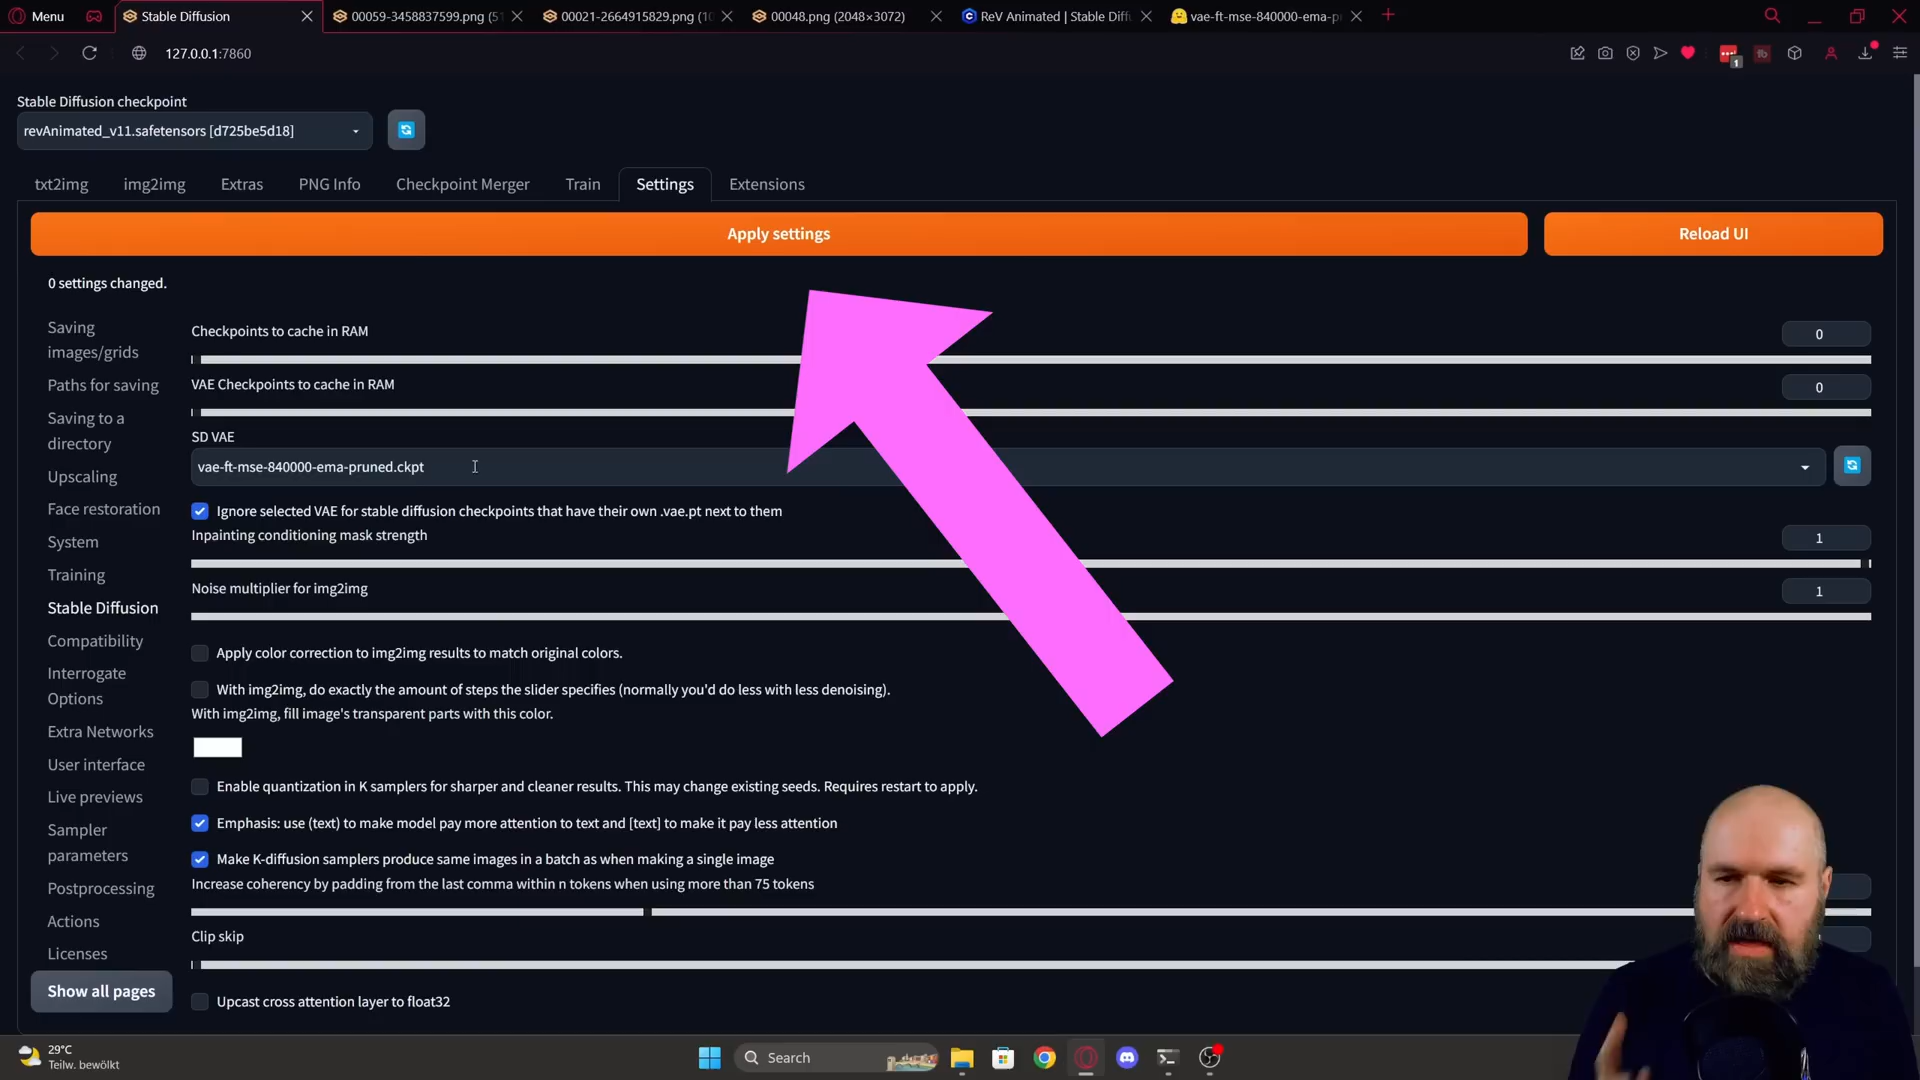 Menu
Stable Diffusion
00059-3458837599.png (51
00021-2664915829.png (10
00048.png (2048×3072)
ReV Animated | Stable Diffu
vae-ft-mse-840000-ema-pr
127.0.0.1:7860
1
Stable Diffusion checkpoint
revAnimated_v11.safetensors [d725be5d18]
txt2img
img2img
Extras
PNG Info
Checkpoint Merger
Train
Settings
Extensions
Apply settings
Reload UI
0 settings changed.
Saving
images/grids
Paths for saving
Saving to a
directory
Upscaling
Face restoration
System
Training
Stable Diffusion
Compatibility
Interrogate
Options
Extra Networks
User interface
Live previews
Sampler
parameters
Postprocessing
Actions
Licenses
Show all pages
Checkpoints to cache in RAM
0
VAE Checkpoints to cache in RAM
0
SD VAE
vae-ft-mse-840000-ema-pruned.ckpt
Ignore selected VAE for stable diffusion checkpoints that have their own .vae.pt next to them
Inpainting conditioning mask strength
1
Noise multiplier for img2img
1
Apply color correction to img2img results to match original colors.
With img2img, do exactly the amount of steps the slider specifies (normally you'd do less with less denoising).
With img2img, fill image's transparent parts with this color.
Enable quantization in K samplers for sharper and cleaner results. This may change existing seeds. Requires restart to apply.
Emphasis: use (text) to make model pay more attention to text and [text] to make it pay less attention
Make K-diffusion samplers produce same images in a batch as when making a single image
Increase coherency by padding from the last comma within n tokens when using more than 75 tokens
Clip skip
Upcast cross attention layer to float32
29°C
Teilw. bewölkt
Search